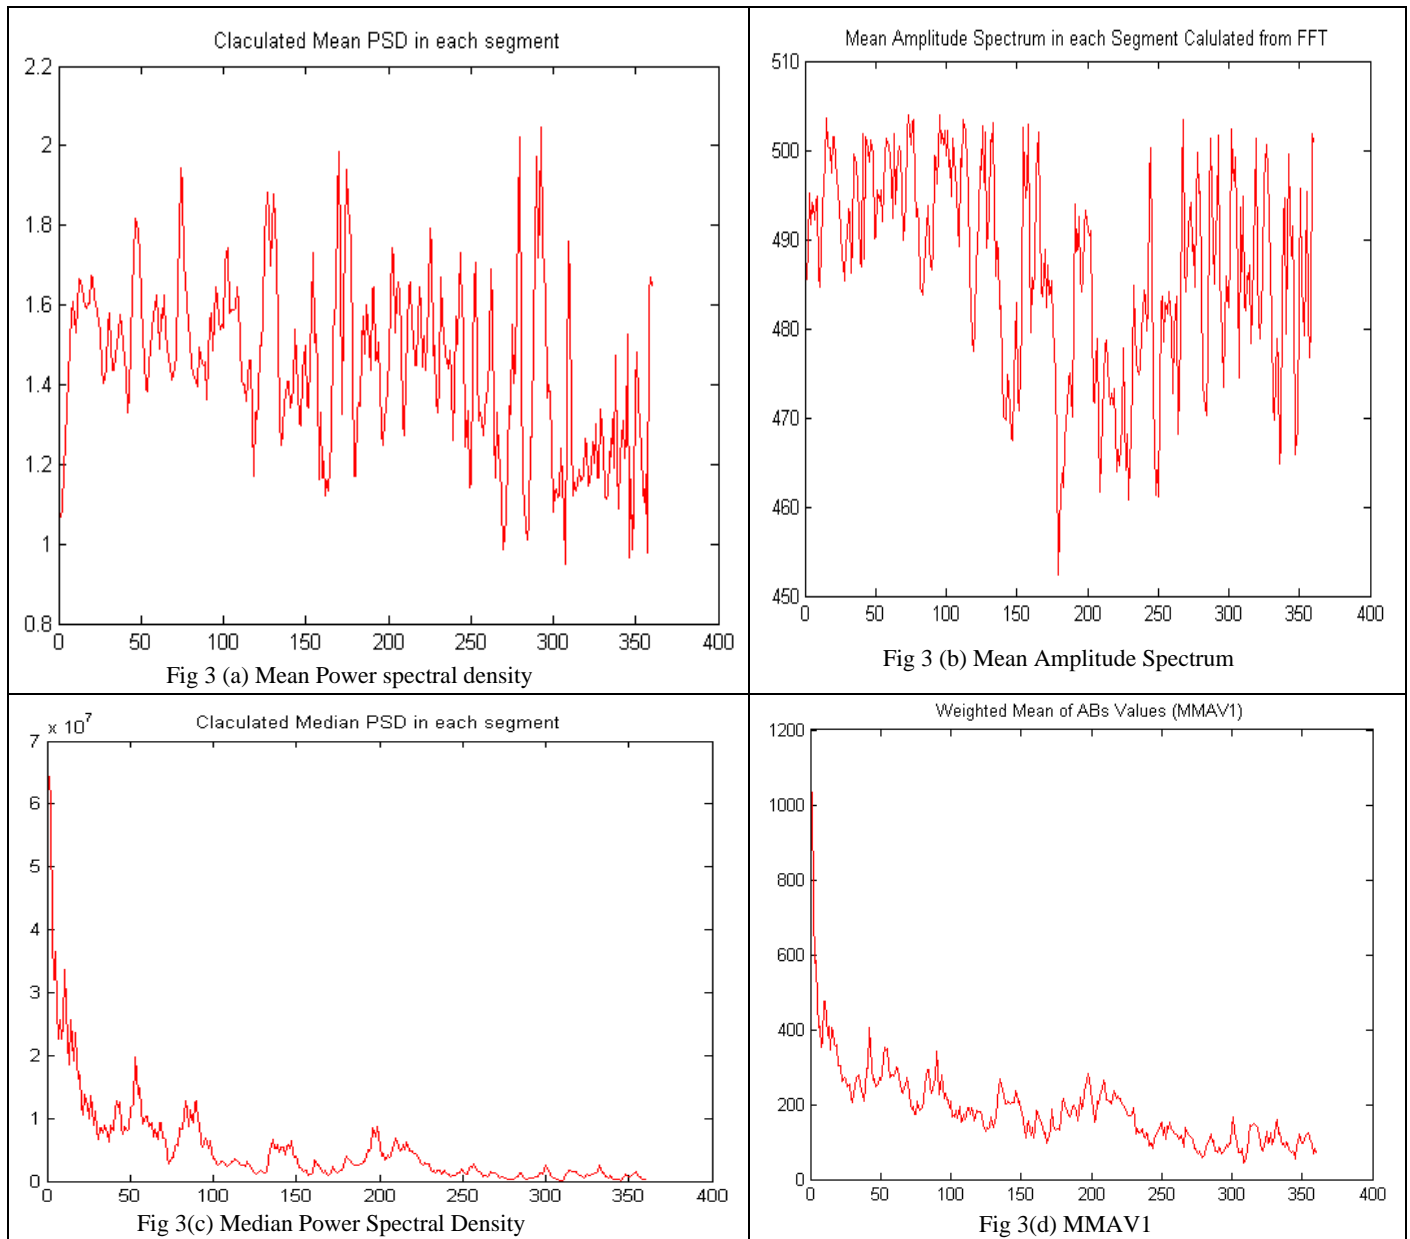 Claculated Mean PSD in each segment
2.2
2
1.8
1.6
1.4
1.2
1
0.8
0 50 100 150 200 250 300 350 400
Fig 3 (a) Mean Power spectral density
Mean Amplitude Spectrum in each Segment Calulated from FFT
510
500
490
480
470
460
450
0 50 100 150 200 250 300 350 400
Fig 3 (b) Mean Amplitude Spectrum
x 10^7
Claculated Median PSD in each segment
7
6
5
4
3
2
1
0
0 50 100 150 200 250 300 350 400
Fig 3(c) Median Power Spectral Density
Weighted Mean of ABs Values (MMAV1)
1200
1000
800
600
400
200
0
0 50 100 150 200 250 300 350 400
Fig 3(d) MMAV1